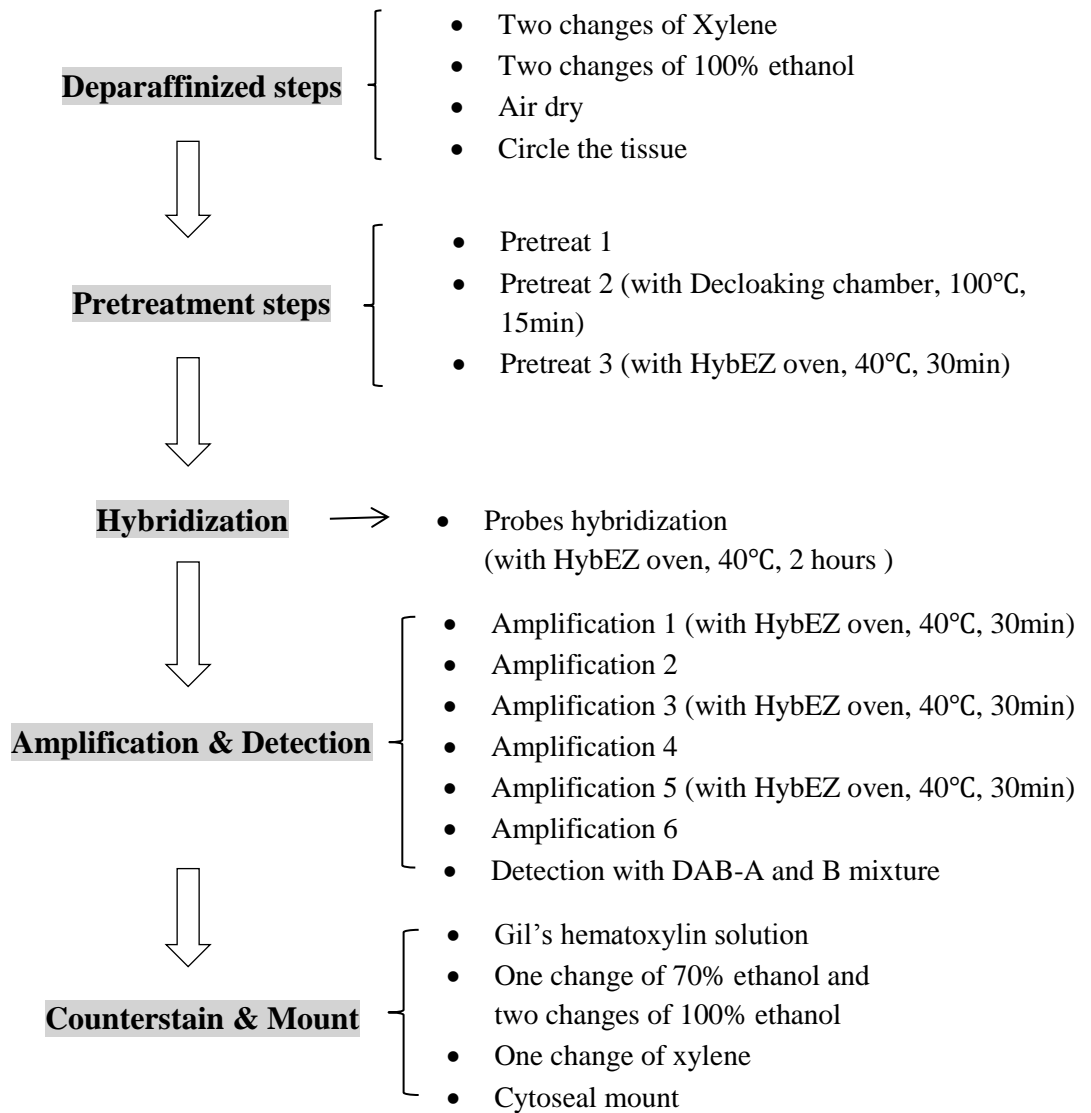 Deparaffinized steps
• Two changes of Xylene
• Two changes of 100% ethanol
• Air dry
• Circle the tissue
Pretreatment steps
• Pretreat 1
• Pretreat 2 (with Decloaking chamber, 100℃,
15min)
• Pretreat 3 (with HybEZ oven, 40℃, 30min)
Hybridization
• Probes hybridization
(with HybEZ oven, 40℃, 2 hours )
Amplification & Detection
• Amplification 1 (with HybEZ oven, 40℃, 30min)
• Amplification 2
• Amplification 3 (with HybEZ oven, 40℃, 30min)
• Amplification 4
• Amplification 5 (with HybEZ oven, 40℃, 30min)
• Amplification 6
• Detection with DAB-A and B mixture
Counterstain & Mount
• Gil’s hematoxylin solution
• One change of 70% ethanol and
two changes of 100% ethanol
• One change of xylene
• Cytoseal mount